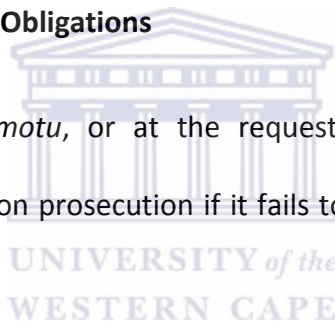 Obligations
motu, or at the request
on prosecution if it fails to
UNIVERSITY of the
WESTERN CAPE